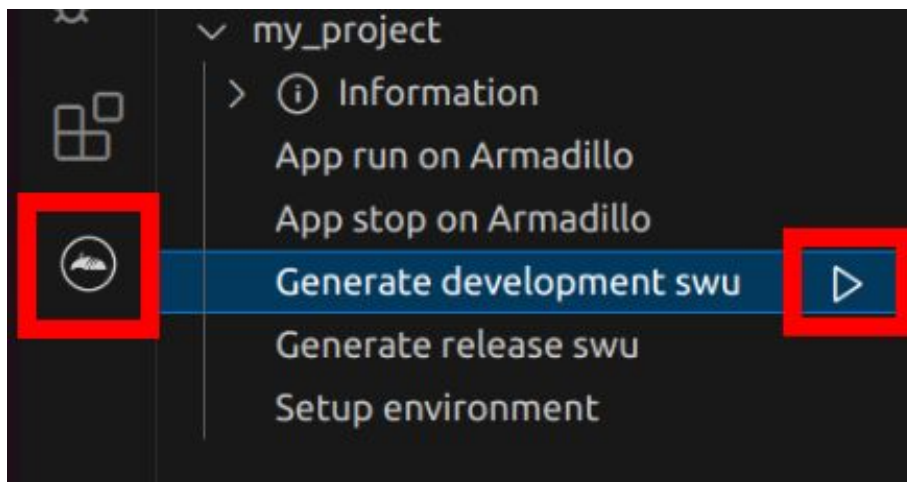 my_project
Information
App run on Armadillo
App stop on Armadillo
Generate development swu
Generate release swu
Setup environment